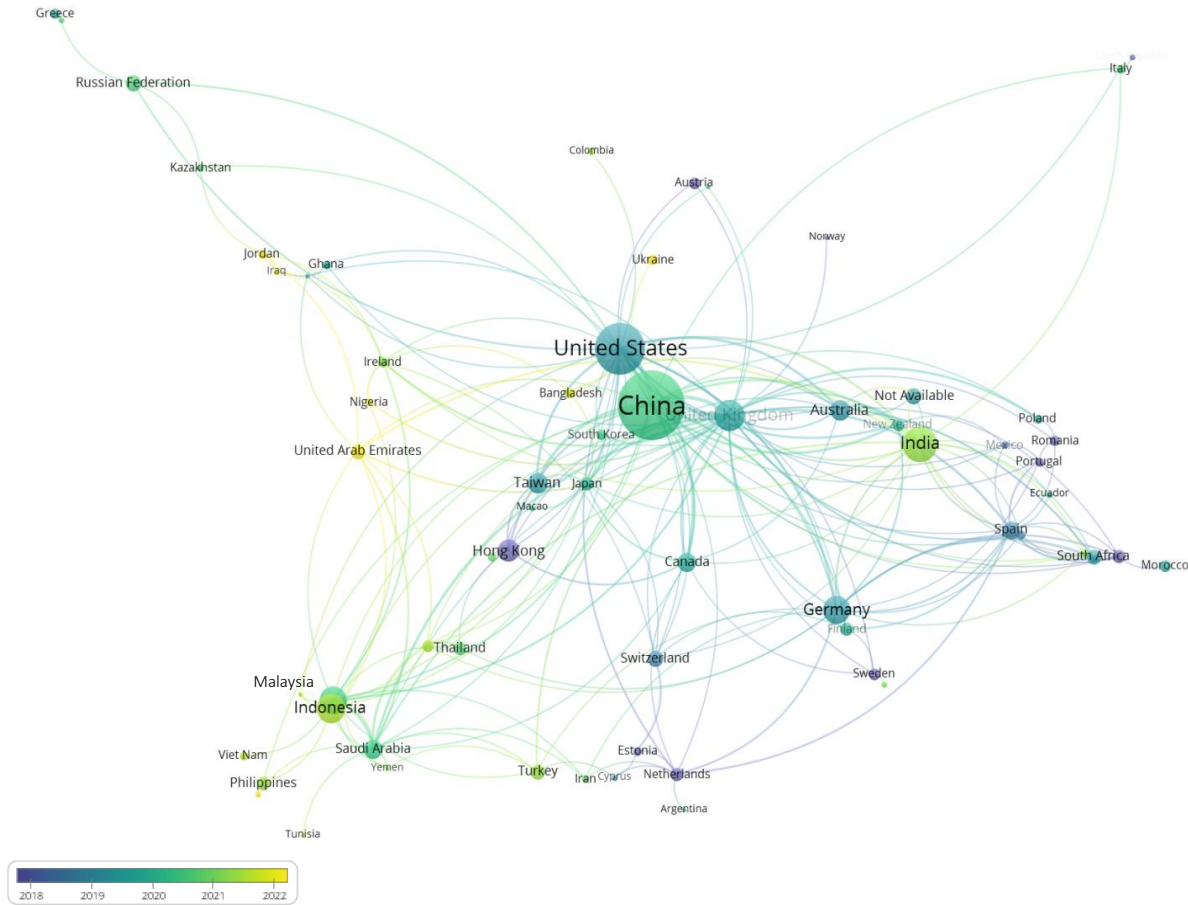 Greece
Italy
Russian Federation
Colombia
Kazakhstan
Austria
Norway
Jordan
Ukraine
Ghana
Iraq
United States
Ireland
Bangladesh
Not Available
Nigeria
China
United Kingdom
Australia
Poland
New Zealand
South Korea
India
Mexico
Romania
United Arab Emirates
Portugal
Taiwan
Japan
Ecuador
Macao
Spain
Hong Kong
South Africa
Canada
Morocco
Germany
Finland
Thailand
Switzerland
Sweden
Malaysia
Indonesia
Saudi Arabia
Estonia
Viet Nam
Yemen
Turkey
Netherlands
Iran
Cyprus
Philippines
Argentina
Tunisia
2018 2019 2020 2021 2022